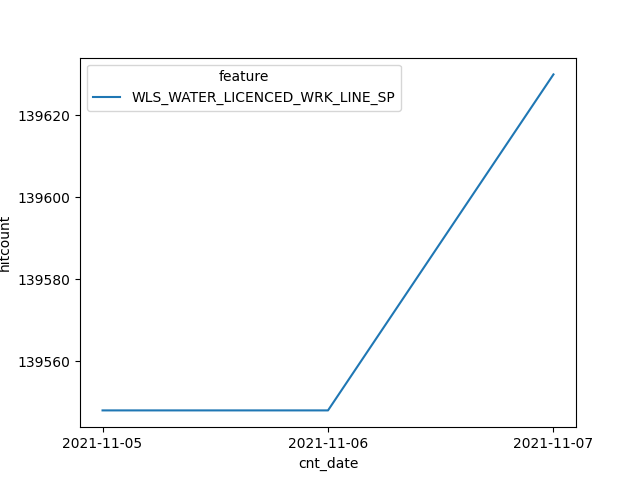 feature
WLS_WATER_LICENCED_WRK_LINE_SP
139620
139600
139580
139560
hitcount
2021-11-05 2021-11-06 2021-11-07
cnt_date